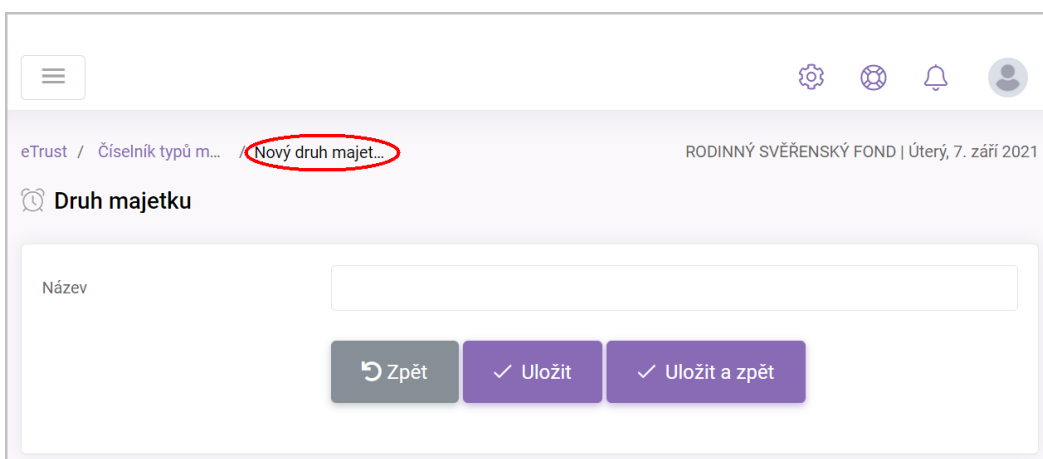 eTrust / Číselník typů m... / Nový druh majet... RODINNÝ SVĚŘENSKÝ FOND | Úterý, 7. září 2021
Druh majetku
Název
Zpět Uložit Uložit a zpět